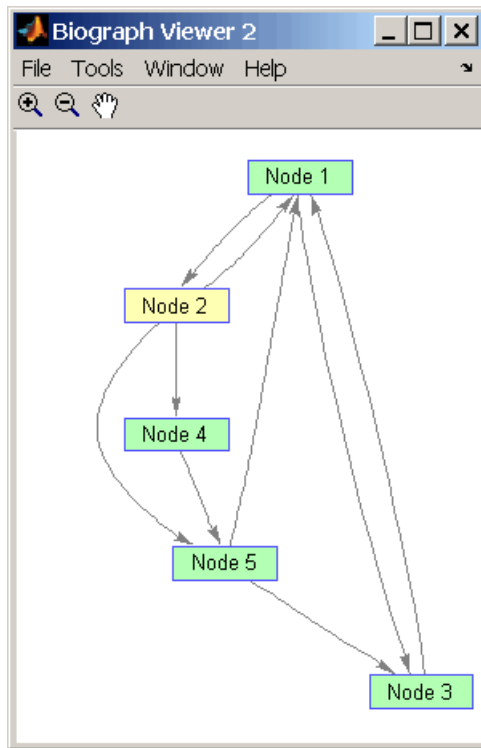 Biograph Viewer 2
File Tools Window Help
Node 1
Node 2
Node 4
Node 5
Node 3